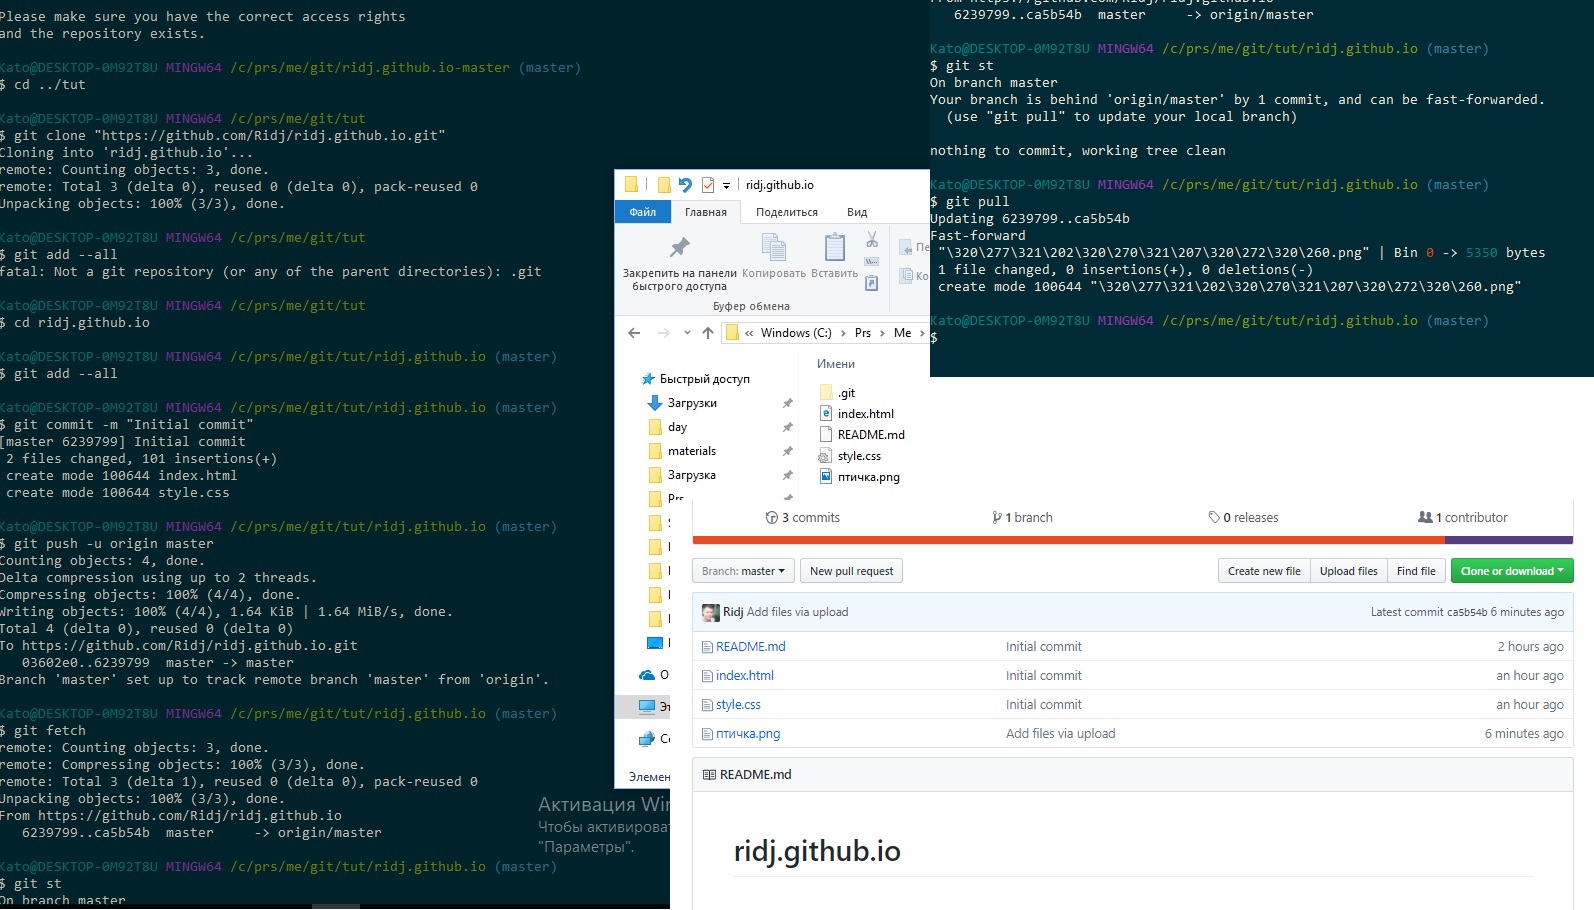 Please make sure you have the correct access rights
and the repository exists.
Kato@DESKTOP-0M92T8U MINGW64 /c/prs/me/git/ridj.github.io-master (master)
$ cd ../tut
Kato@DESKTOP-0M92T8U MINGW64 /c/prs/me/git/tut
$ git clone "https://github.com/Ridj/ridj.github.io.git"
Cloning into 'ridj.github.io'...
remote: Counting objects: 3, done.
remote: Total 3 (delta 0), reused 0 (delta 0), pack-reused 0
Unpacking objects: 100% (3/3), done.
Kato@DESKTOP-0M92T8U MINGW64 /c/prs/me/git/tut
$ git add --all
fatal: Not a git repository (or any of the parent directories): .git
Kato@DESKTOP-0M92T8U MINGW64 /c/prs/me/git/tut
$ cd ridj.github.io
Kato@DESKTOP-0M92T8U MINGW64 /c/prs/me/git/tut/ridj.github.io (master)
$ git add --all
Kato@DESKTOP-0M92T8U MINGW64 /c/prs/me/git/tut/ridj.github.io (master)
$ git commit -m "Initial commit"
[master 6239799] Initial commit
2 files changed, 101 insertions(+)
create mode 100644 index.html
create mode 100644 style.css
Kato@DESKTOP-0M92T8U MINGW64 /c/prs/me/git/tut/ridj.github.io (master)
$ git push -u origin master
Counting objects: 4, done.
Delta compression using up to 2 threads.
Compressing objects: 100% (4/4), done.
Writing objects: 100% (4/4), 1.64 KiB | 1.64 MiB/s, done.
Total 4 (delta 0), reused 0 (delta 0)
To https://github.com/Ridj/ridj.github.io.git
03602e0..6239799 master -> master
Branch 'master' set up to track remote branch 'master' from 'origin'.
Kato@DESKTOP-0M92T8U MINGW64 /c/prs/me/git/tut/ridj.github.io (master)
$ git fetch
remote: Counting objects: 3, done.
remote: Compressing objects: 100% (3/3), done.
remote: Total 3 (delta 1), reused 0 (delta 0), pack-reused 0
Unpacking objects: 100% (3/3), done.
From https://github.com/Ridj/ridj.github.io
6239799..ca5b54b master -> origin/master
Kato@DESKTOP-0M92T8U MINGW64 /c/prs/me/git/tut/ridj.github.io (master)
$ git st
On branch master
Активация Wi
Чтобы активироват
"Параметры".
ridj.github.io
Файл Главная Поделиться Вид
Закрепить на панели быстрого доступа
Копировать
Вставить
Пе
Ко
Буфер обмена
« Windows (C:) > Prs > Me >
Имени
Быстрый доступ
Загрузки
day
materials
Загрузка
Prs
.git
index.html
README.md
style.css
птичка.png
Элемен
From https://github.com/Ridj/ridj.github.io
6239799..ca5b54b master -> origin/master
Kato@DESKTOP-0M92T8U MINGW64 /c/prs/me/git/tut/ridj.github.io (master)
$ git st
On branch master
Your branch is behind 'origin/master' by 1 commit, and can be fast-forwarded.
(use "git pull" to update your local branch)
nothing to commit, working tree clean
Kato@DESKTOP-0M92T8U MINGW64 /c/prs/me/git/tut/ridj.github.io (master)
$ git pull
Updating 6239799..ca5b54b
Fast-forward
"\320\277\321\202\320\270\321\207\320\272\320\260.png" | Bin 0 -> 5350 bytes
1 file changed, 0 insertions(+), 0 deletions(-)
create mode 100644 "\320\277\321\202\320\270\321\207\320\272\320\260.png"
Kato@DESKTOP-0M92T8U MINGW64 /c/prs/me/git/tut/ridj.github.io (master)
$
3 commits 1 branch 0 releases 1 contributor
Branch: master New pull request Create new file Upload files Find file Clone or download
Ridj Add files via upload Latest commit ca5b54b 6 minutes ago
README.md Initial commit 2 hours ago
index.html Initial commit an hour ago
style.css Initial commit an hour ago
птичка.png Add files via upload 6 minutes ago
README.md
ridj.github.io